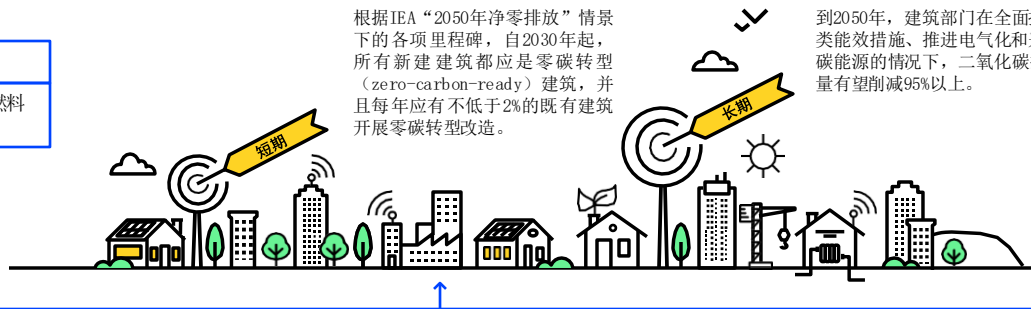 燃料
短期
根据IEA“2050年净零排放”情景
下的各项里程碑，自2030年起，
所有新建建筑都应是零碳转型
（zero-carbon-ready）建筑，并
且每年应有不低于2%的既有建筑
开展零碳转型改造。
长期
到2050年，建筑部门在全面
类能效措施、推进电气化和
碳能源的情况下，二氧化碳
量有望削减95%以上。